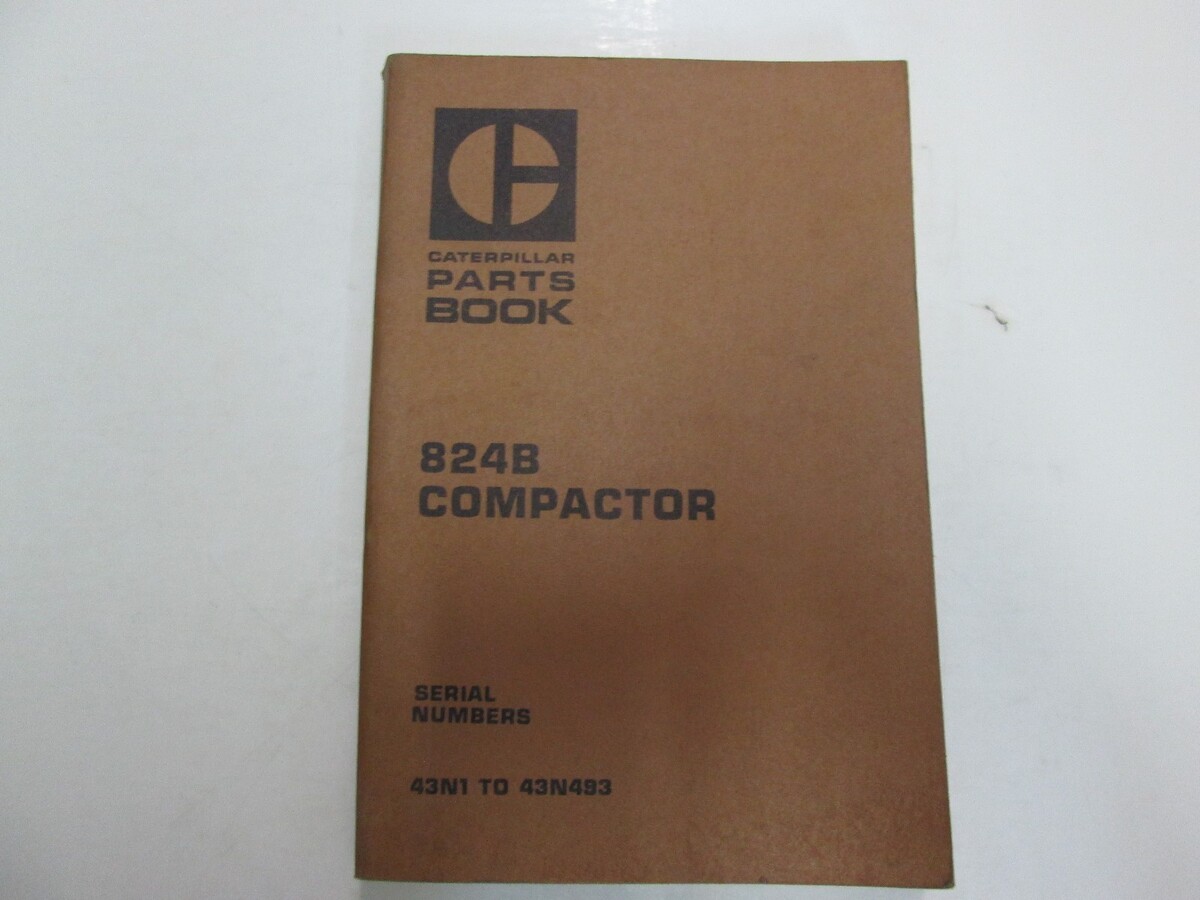 CATERPILLAR
PARTS
BOOK
824B
COMPACTOR
SERIAL
NUMBERS
43N1 TO 43N493